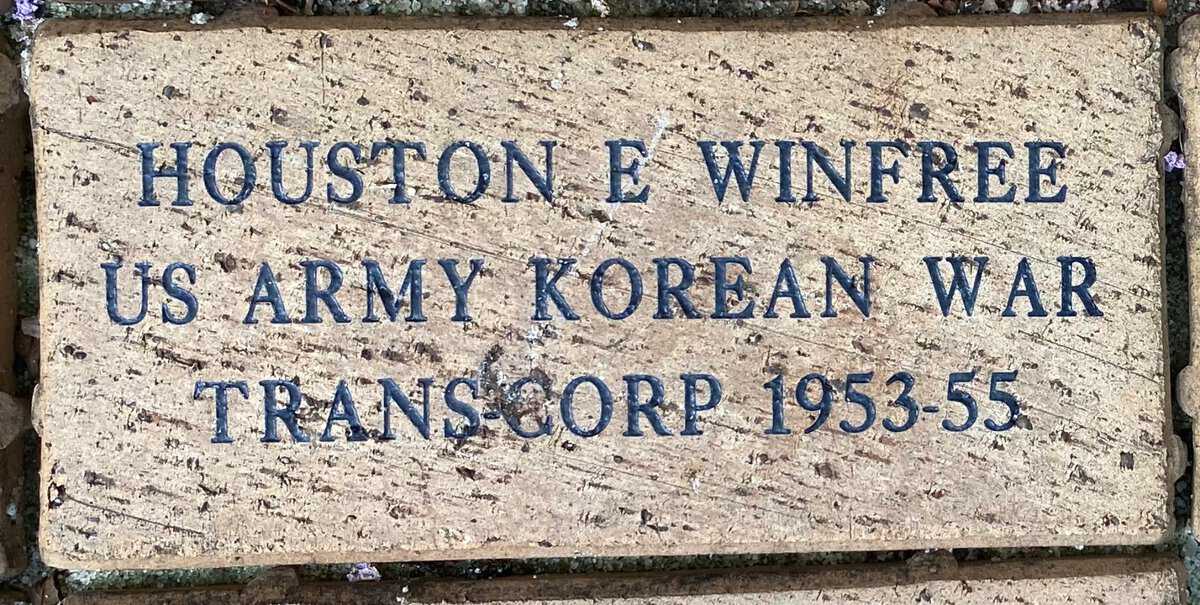 HOUSTON E WINFREE
US ARMY KOREAN WAR
TRANS-CORP 1953-55